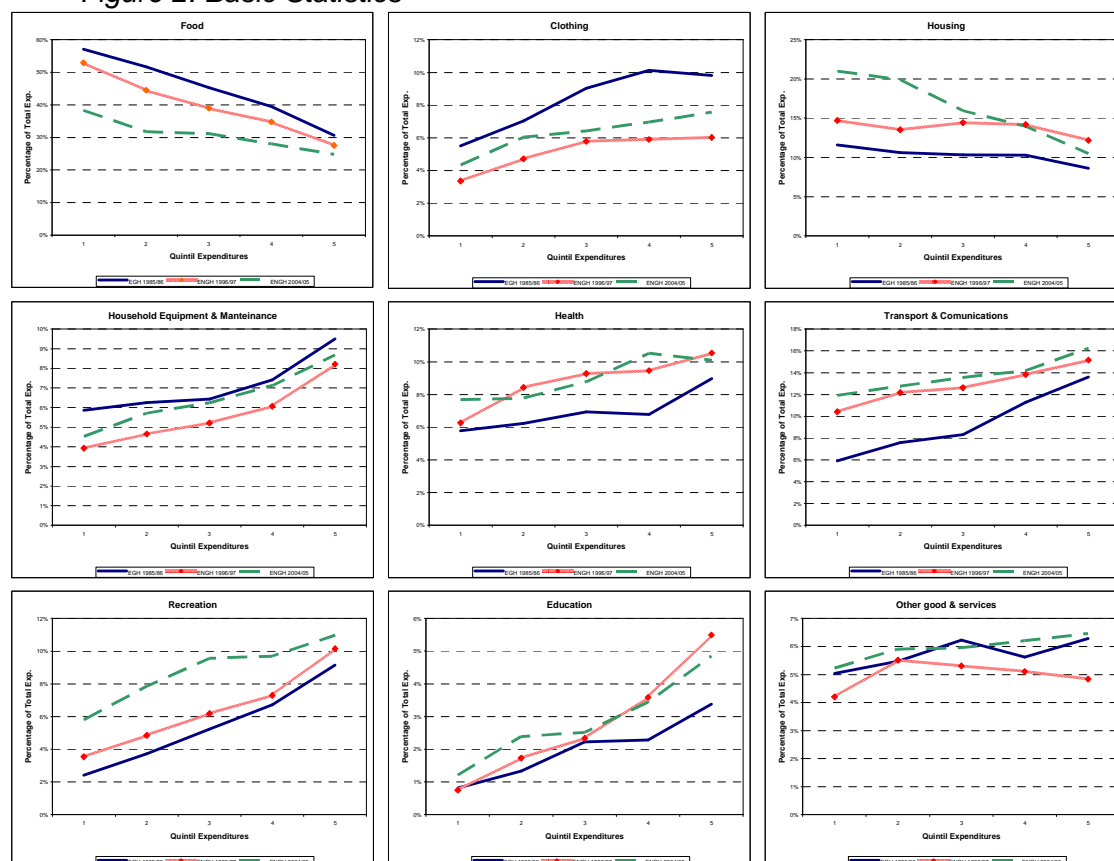 Figure 2: Basic Statistics
Food
Percentage of Total Exp.
60%
50%
40%
30%
20%
10%
0%
1 2 3 4 5
Quintil Expenditures
EGH 1985/86 ENGH 1996/97 ENGH 2004/05
Clothing
Percentage of Total Exp.
12%
10%
8%
6%
4%
2%
0%
1 2 3 4 5
Quintil Expenditures
EGH 1985/86 ENGH 1996/97 ENGH 2004/05
Housing
Percentage of Total Exp.
25%
20%
15%
10%
5%
0%
1 2 3 4 5
Quintil Expenditures
EGH 1985/86 ENGH 1996/97 ENGH 2004/05
Household Equipment & Manteinance
Percentage of Total Exp.
10%
9%
8%
7%
6%
5%
4%
3%
2%
1%
0%
1 2 3 4 5
Quintil Expenditures
EGH 1985/86 ENGH 1996/97 ENGH 2004/05
Health
Percentage of Total Exp.
12%
10%
8%
6%
4%
2%
0%
1 2 3 4 5
Quintil Expenditures
EGH 1985/86 ENGH 1996/97 ENGH 2004/05
Transport & Comunications
Percentage of Total Exp.
18%
16%
14%
12%
10%
8%
6%
4%
2%
0%
1 2 3 4 5
Quintil Expenditures
EGH 1985/86 ENGH 1996/97 ENGH 2004/05
Recreation
Percentage of Total Exp.
12%
10%
8%
6%
4%
2%
0%
1 2 3 4 5
Quintil Expenditures
Education
Percentage of Total Exp.
6%
5%
4%
3%
2%
1%
0%
1 2 3 4 5
Quintil Expenditures
Other good & services
Percentage of Total Exp.
7%
6%
5%
4%
3%
2%
1%
0%
1 2 3 4 5
Quintil Expenditures